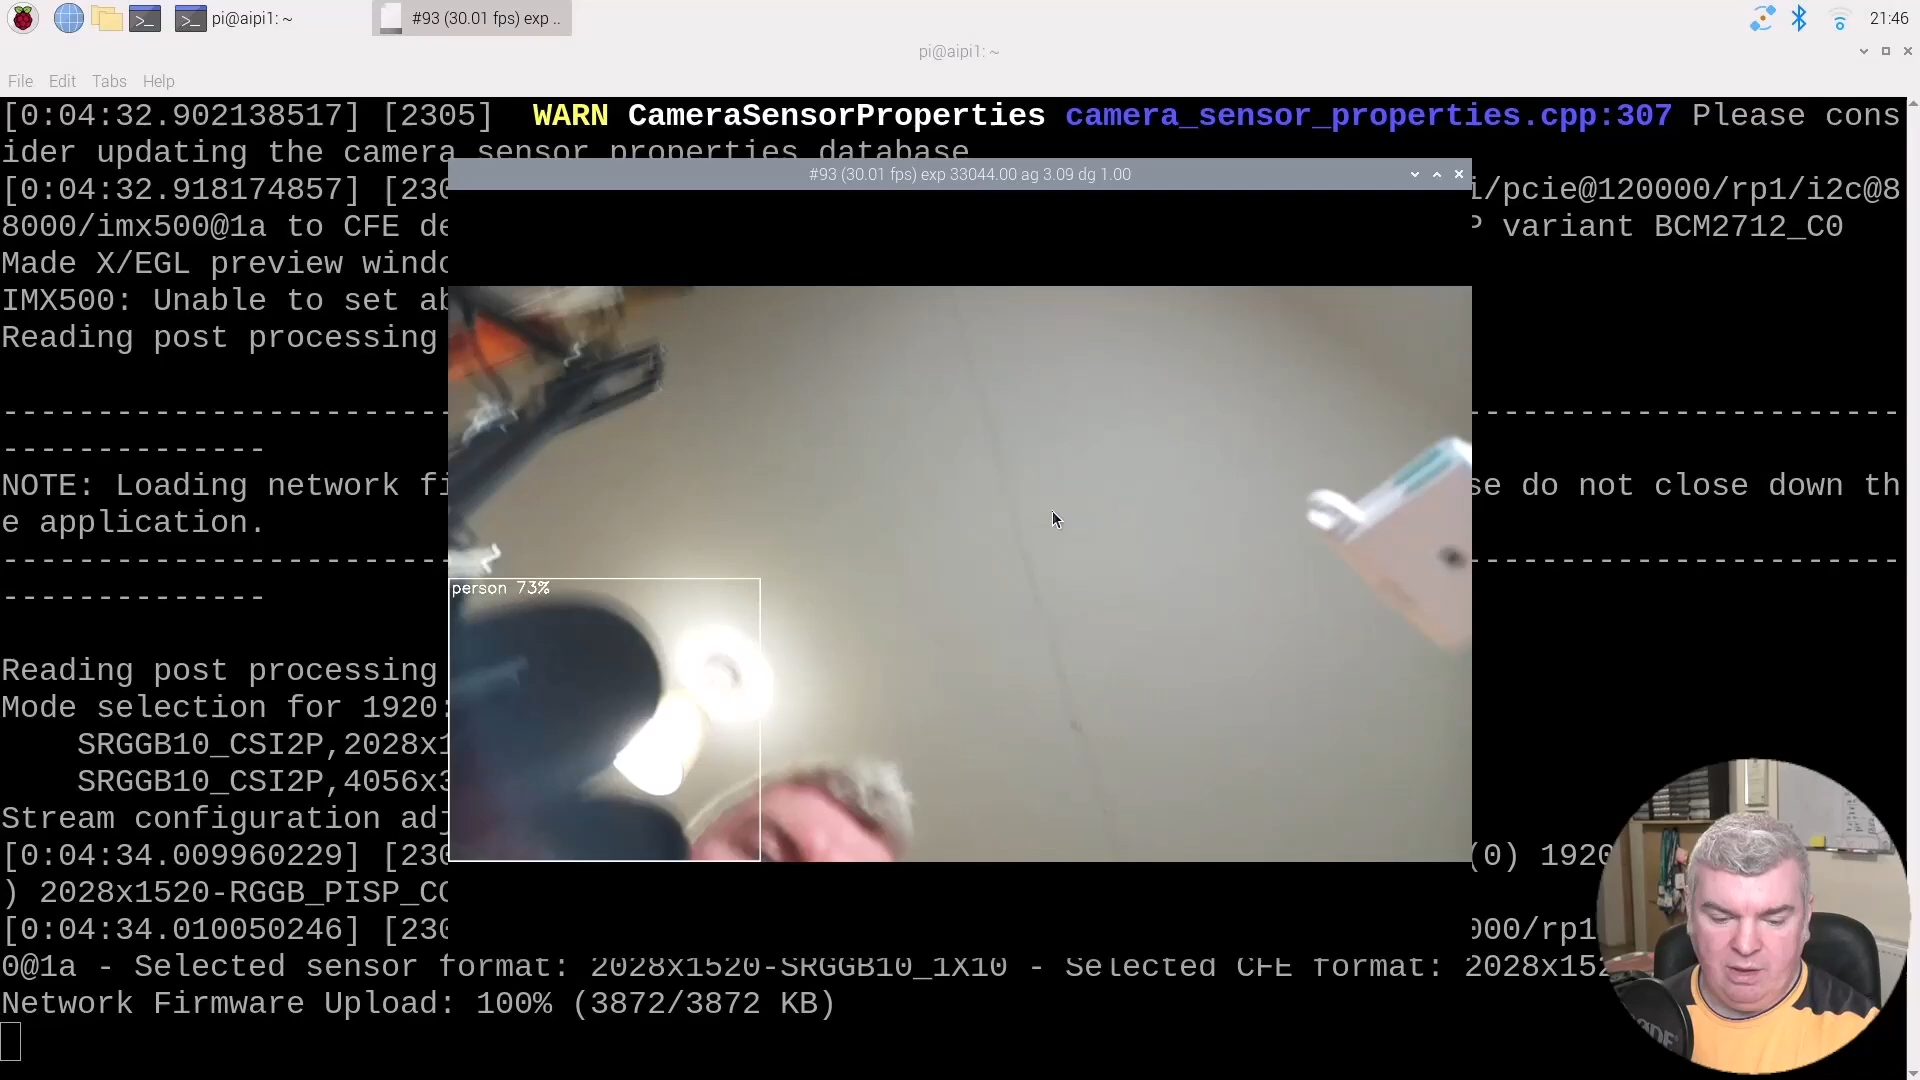 pi@aipi1: ~
#93 (30.01 fps) exp ..
21:46
pi@aipi1: ~
File Edit Tabs Help
[0:04:32.902138517] [2305]  WARN CameraSensorProperties camera_sensor_properties.cpp:307 Please cons
ider updating the camera sensor properties database
[0:04:32.918174857] [230
i/pcie@120000/rp1/i2c@8
8000/imx500@1a to CFE de
P variant BCM2712_C0
Made X/EGL preview windo
IMX500: Unable to set ab
Reading post processing
----------------------------------------------------------------------------------------------------
--------------
NOTE: Loading network fi
se do not close down th
e application.
----------------------------------------------------------------------------------------------------
--------------
Reading post processing
Mode selection for 1920:
SRGGB10_CSI2P,2028x1
SRGGB10_CSI2P,4056x3
Stream configuration adj
[0:04:34.009960229] [230
(0) 1920
) 2028x1520-RGGB_PISP_CO
[0:04:34.010050246] [230
000/rp1
0@1a - Selected sensor format: 2028x1520-SRGGB10_1X10 - Selected CFE format: 2028x152
Network Firmware Upload: 100% (3872/3872 KB)
#93 (30.01 fps) exp 33044.00 ag 3.09 dg 1.00
person 73%